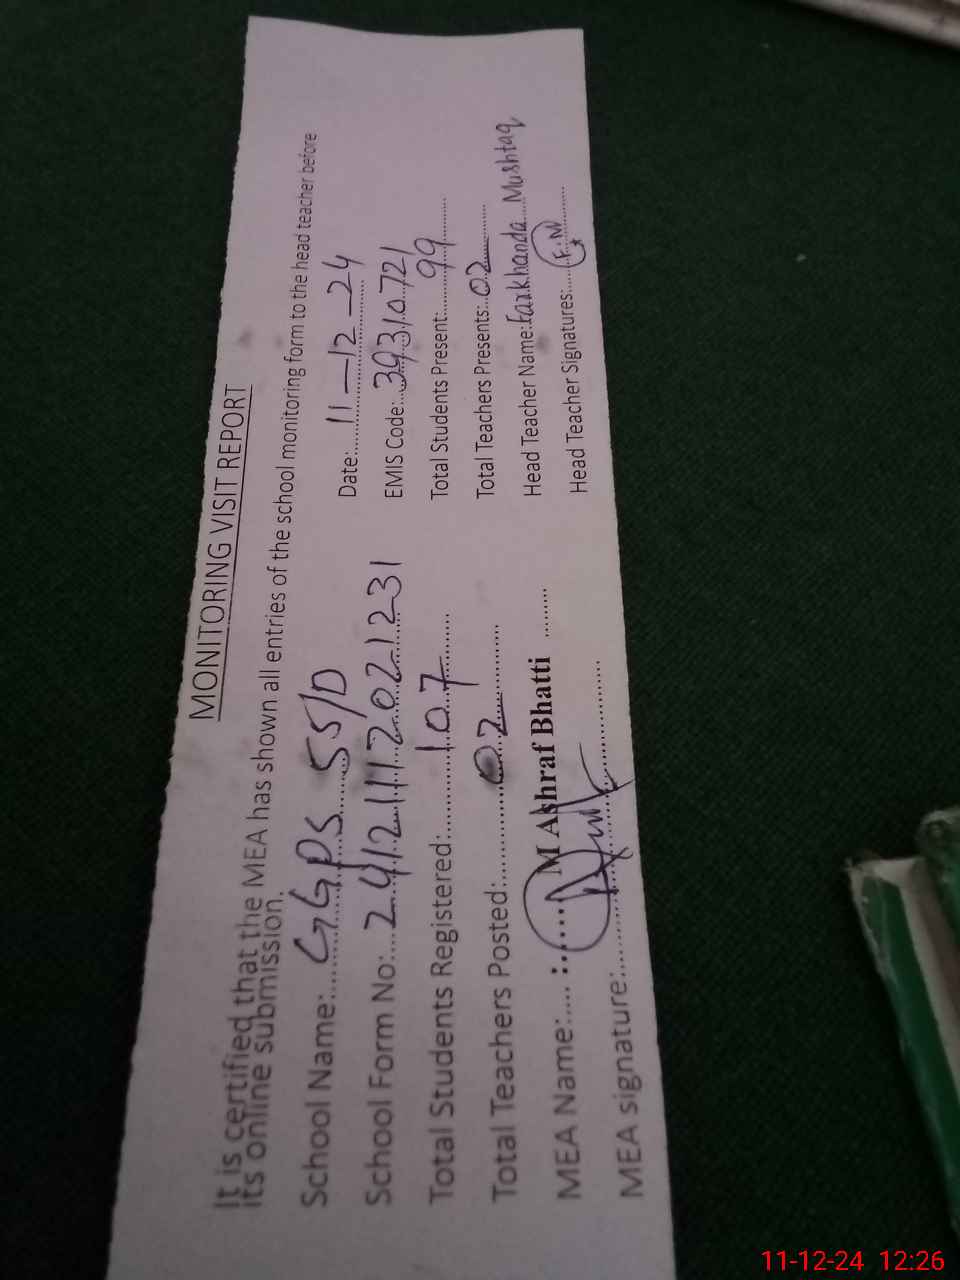 MONITORING VISIT REPORT
It is certified that the MEA has shown all entries of the school monitoring form to the head teacher before
its online submission.
School Name:....GGPS 55/D Date:....11-12-24
School Form No:....24121112021231 EMIS Code:...39310721
Total Students Registered:....107 Total Students Present:....99
Total Teachers Posted:....02 Total Teachers Presents:..02
MEA Name:..... M Ashraf Bhatti ........ Head Teacher Name:Farkhanda Mushtaq
MEA signature:.... Head Teacher Signatures:....F.M
11-12-24 12:26